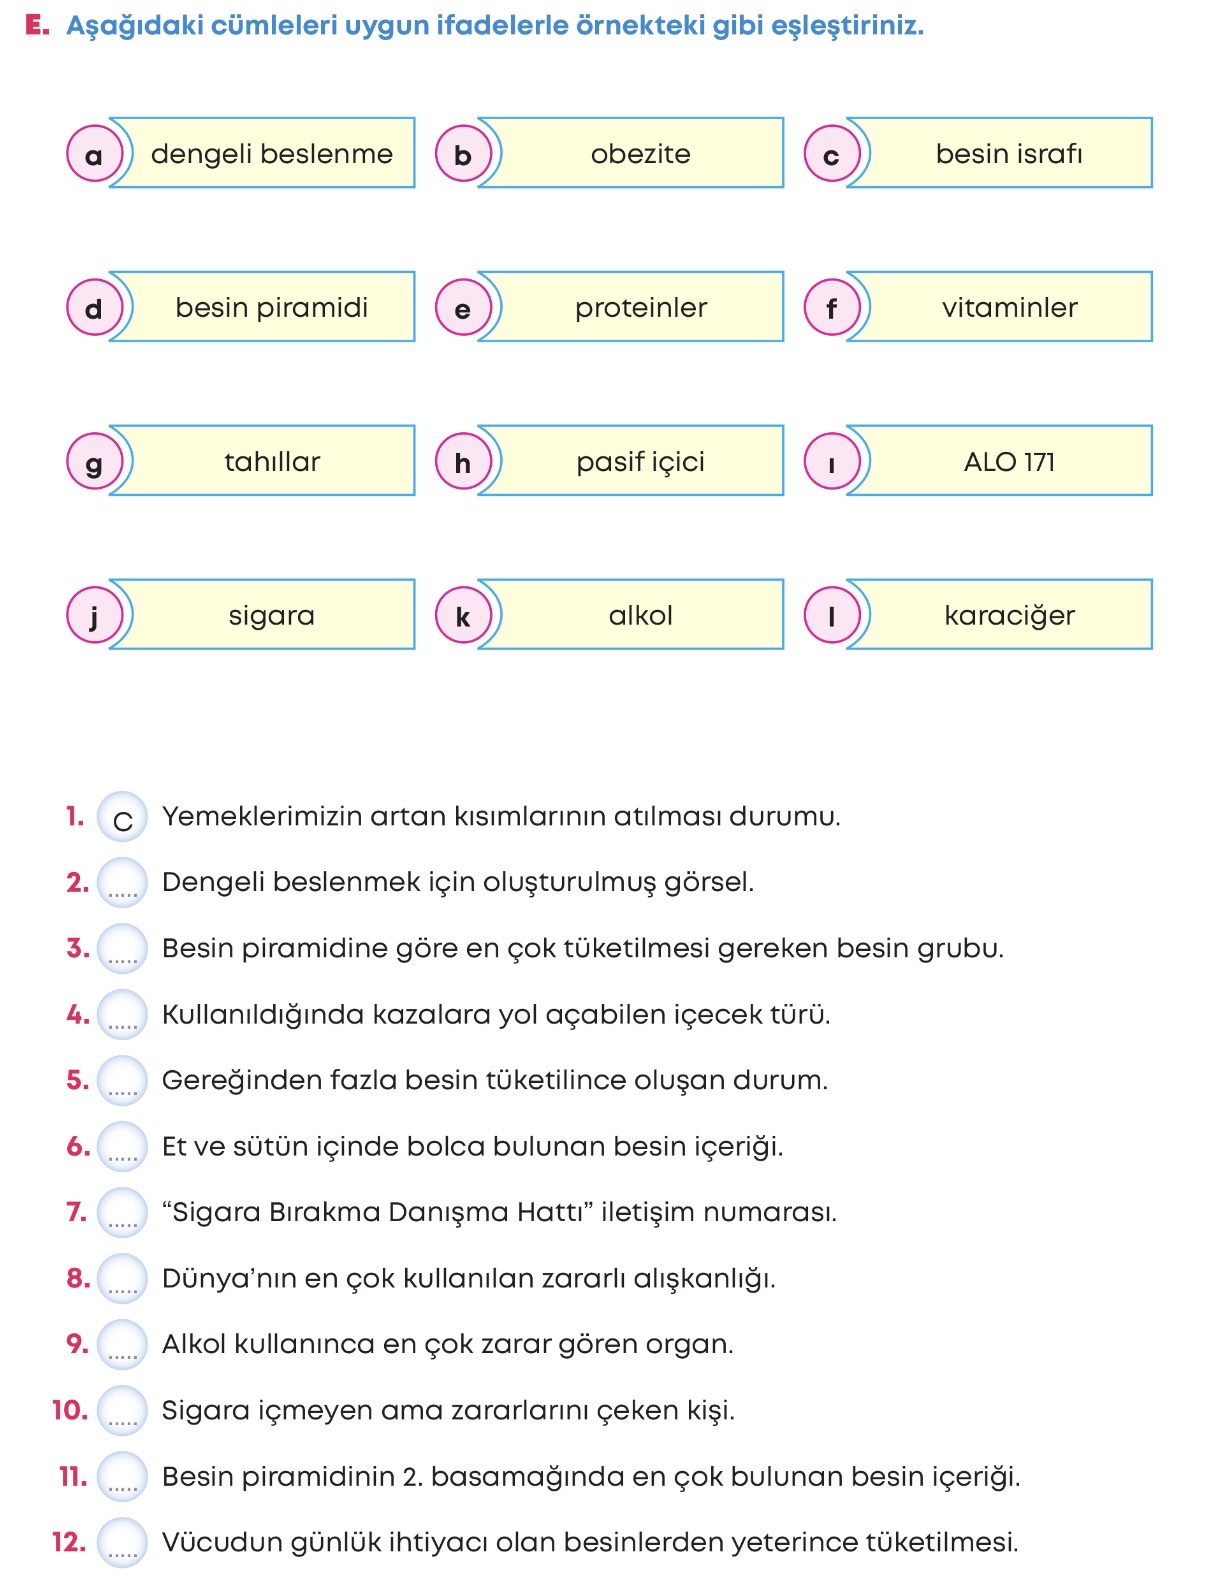 E. Aşağıdaki cümleleri uygun ifadelerle örnekteki gibi eşleştiriniz.
a dengeli beslenme b obezite c besin israfı
d besin piramidi e proteinler f vitaminler
g tahıllar h pasif içici ı ALO 171
j sigara k alkol l karaciğer
1. C Yemeklerimizin artan kısımlarının atılması durumu.
2. ..... Dengeli beslenmek için oluşturulmuş görsel.
3. ..... Besin piramidine göre en çok tüketilmesi gereken besin grubu.
4. ..... Kullanıldığında kazalara yol açabilen içecek türü.
5. ..... Gereğinden fazla besin tüketilince oluşan durum.
6. ..... Et ve sütün içinde bolca bulunan besin içeriği.
7. ..... “Sigara Bırakma Danışma Hattı” iletişim numarası.
8. ..... Dünya’nın en çok kullanılan zararlı alışkanlığı.
9. ..... Alkol kullanınca en çok zarar gören organ.
10. ..... Sigara içmeyen ama zararlarını çeken kişi.
11. ..... Besin piramidinin 2. basamağında en çok bulunan besin içeriği.
12. ..... Vücudun günlük ihtiyacı olan besinlerden yeterince tüketilmesi.